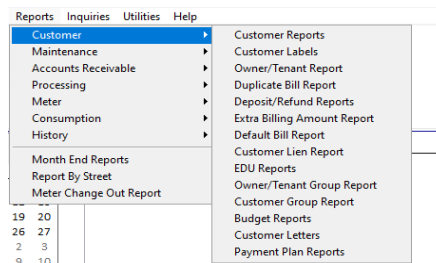 Reports Inquiries Utilities Help
Customer
Maintenance
Accounts Receivable
Processing
Meter
Consumption
History
Month End Reports
Report By Street
Meter Change Out Report
Customer Reports
Customer Labels
Owner/Tenant Report
Duplicate Bill Report
Deposit/Refund Reports
Extra Billing Amount Report
Default Bill Report
Customer Lien Report
EDU Reports
Owner/Tenant Group Report
Customer Group Report
Budget Reports
Customer Letters
Payment Plan Reports
19 20
26 27
2 3
9 10